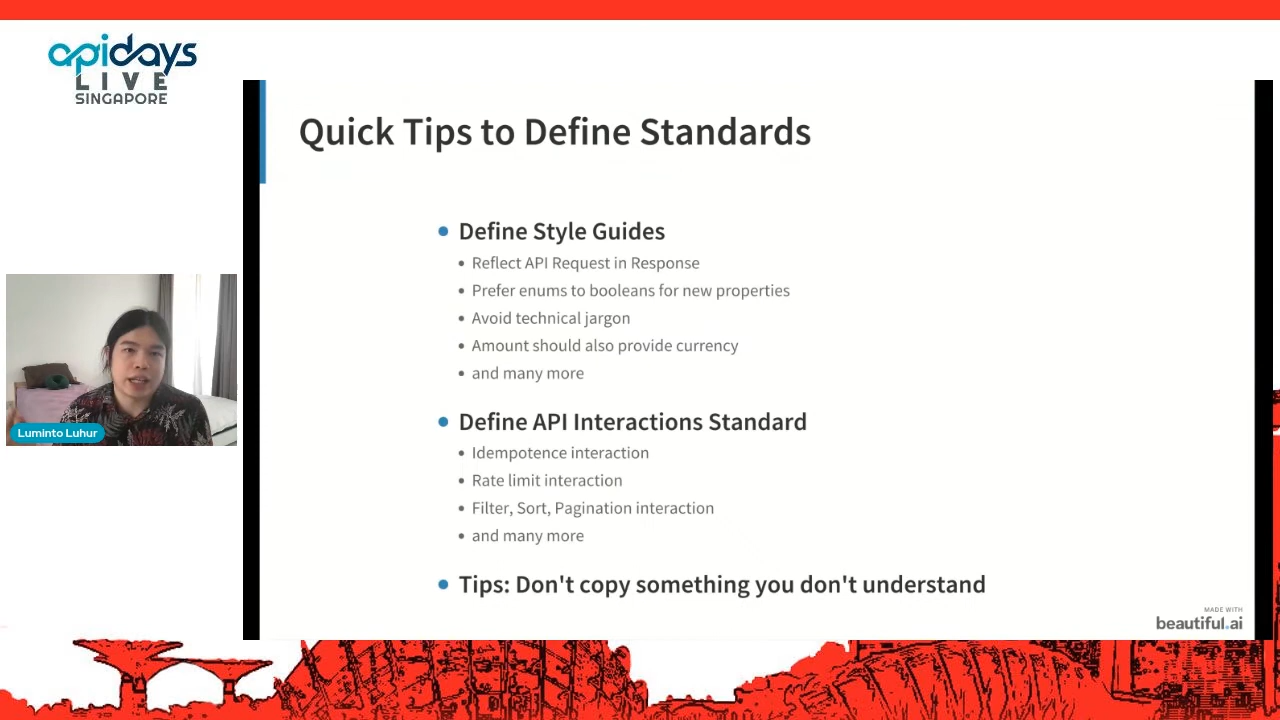 apidays
LIVE
SINGAPORE
Quick Tips to Define Standards
Define Style Guides
Reflect API Request in Response
Prefer enums to booleans for new properties
Avoid technical jargon
Amount should also provide currency
and many more
Define API Interactions Standard
Idempotence interaction
Rate limit interaction
Filter, Sort, Pagination interaction
and many more
Tips: Don't copy something you don't understand
Luminto Luhur
MADE WITH
beautiful.ai